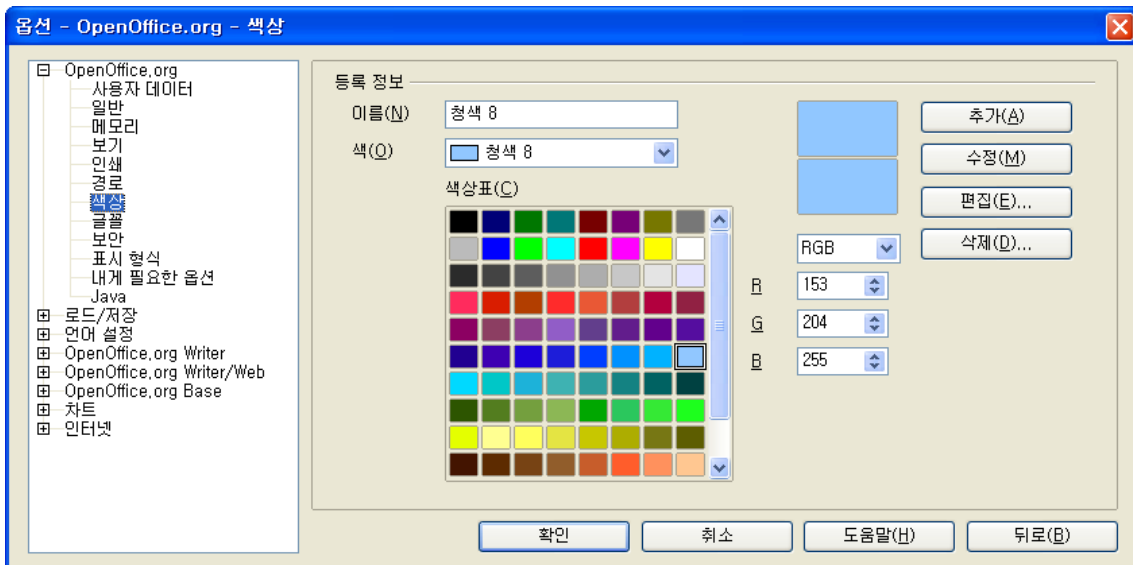 옵션 - OpenOffice.org - 색상
OpenOffice.org
사용자 데이터
일반
메모리
보기
인쇄
경로
색상
글꼴
보안
표시 형식
내게 필요한 옵션
Java
로드/저장
언어 설정
OpenOffice.org Writer
OpenOffice.org Writer/Web
OpenOffice.org Base
차트
인터넷
등록 정보
이름(N) 청색 8
색(O) 청색 8
색상표(C)
추가(A)
수정(M)
편집(E)...
삭제(D)...
RGB
R 153
G 204
B 255
확인 취소 도움말(H) 뒤로(B)